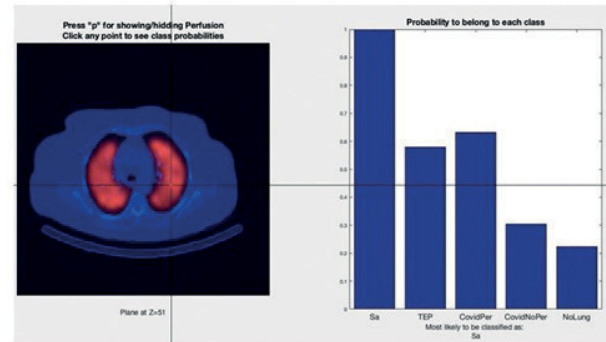 Press "p" for showing/hidding Perfusion
Click any point to see class probabilities
Plane at Z=51
Probability to belong to each class
1
0.9
0.8
0.7
0.6
0.5
0.4
0.3
0.2
0.1
0
Sa TEP CovidPer CovidNoPer NoLung
Most likely to be classified as:
Sa